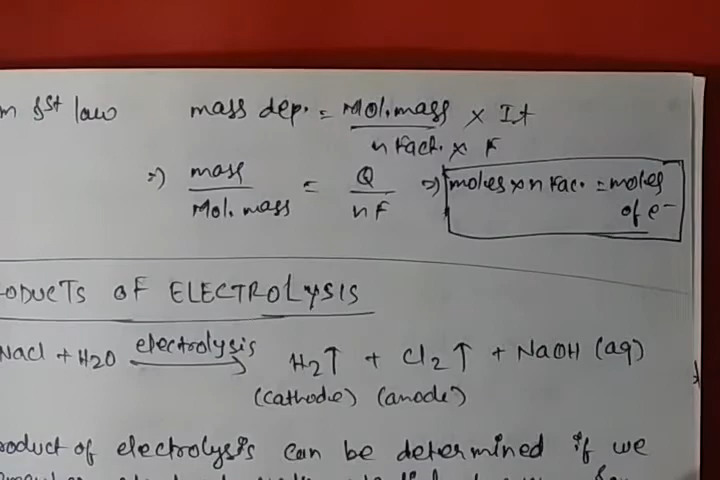 m Ist law mass dep. = Mol.mass × It
n Fact. × F
⇒) mass / Mol. mass = Q / nF ⇒) moles × n Fac. = moles
of e⁻
ODUCTS OF ELECTROLYSIS
NaCl + H2O electrolysis → H2↑ + Cl2↑ + NaOH (aq)
(cathode) (anode)
roduct of electrolysis can be determined if we